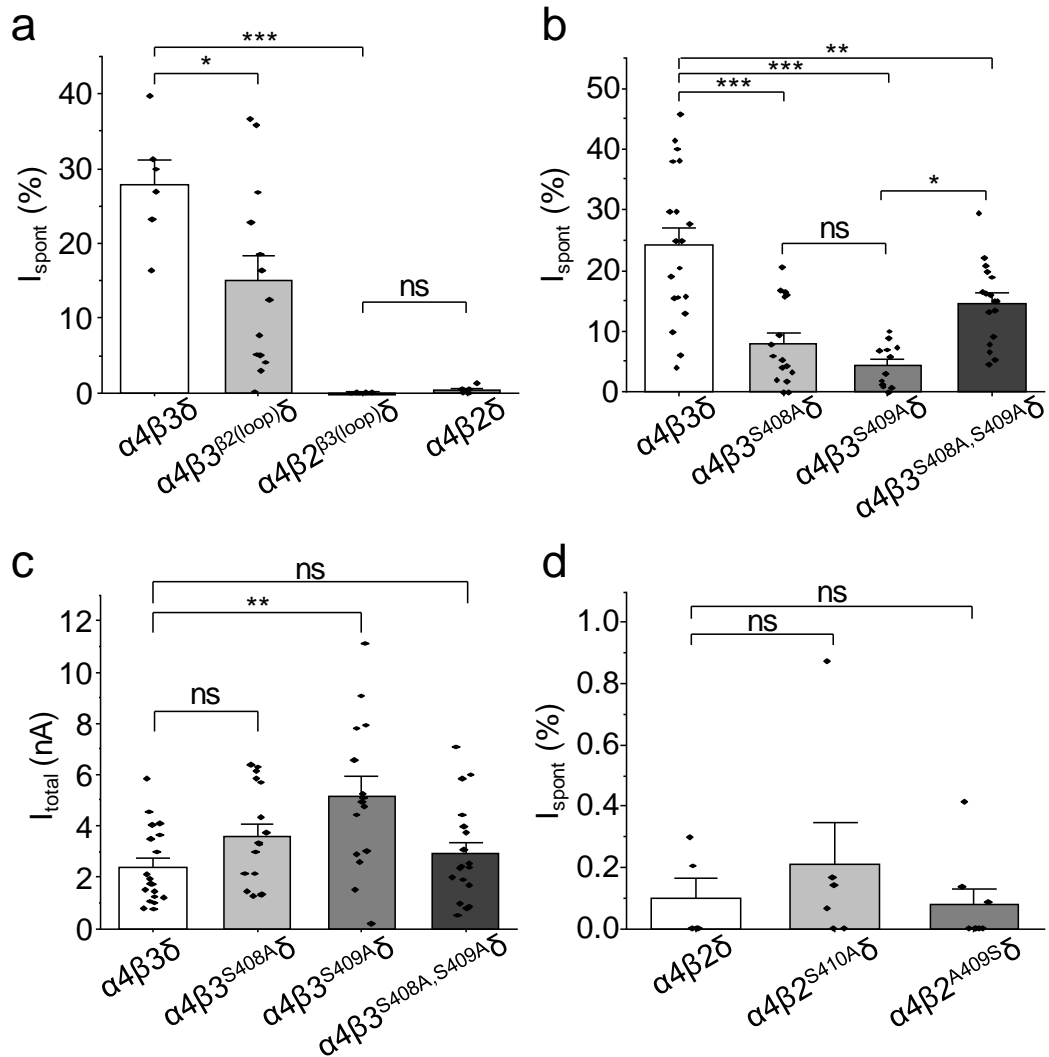 a
***
*
ns
I_spont (%)
40
30
20
10
0
α4β3δ
α4β3^β2(loop)δ
α4β2^β3(loop)δ
α4β2δ
b
**
***
***
*
ns
I_spont (%)
50
40
30
20
10
0
α4β3δ
α4β3^S408Aδ
α4β3^S409Aδ
α4β3^S408A, S409Aδ
c
ns
**
ns
I_total (nA)
12
10
8
6
4
2
0
α4β3δ
α4β3^S408Aδ
α4β3^S409Aδ
α4β3^S408A, S409Aδ
d
ns
ns
I_spont (%)
1.0
0.8
0.6
0.4
0.2
0.0
α4β2δ
α4β2^S410Aδ
α4β2^A409Sδ